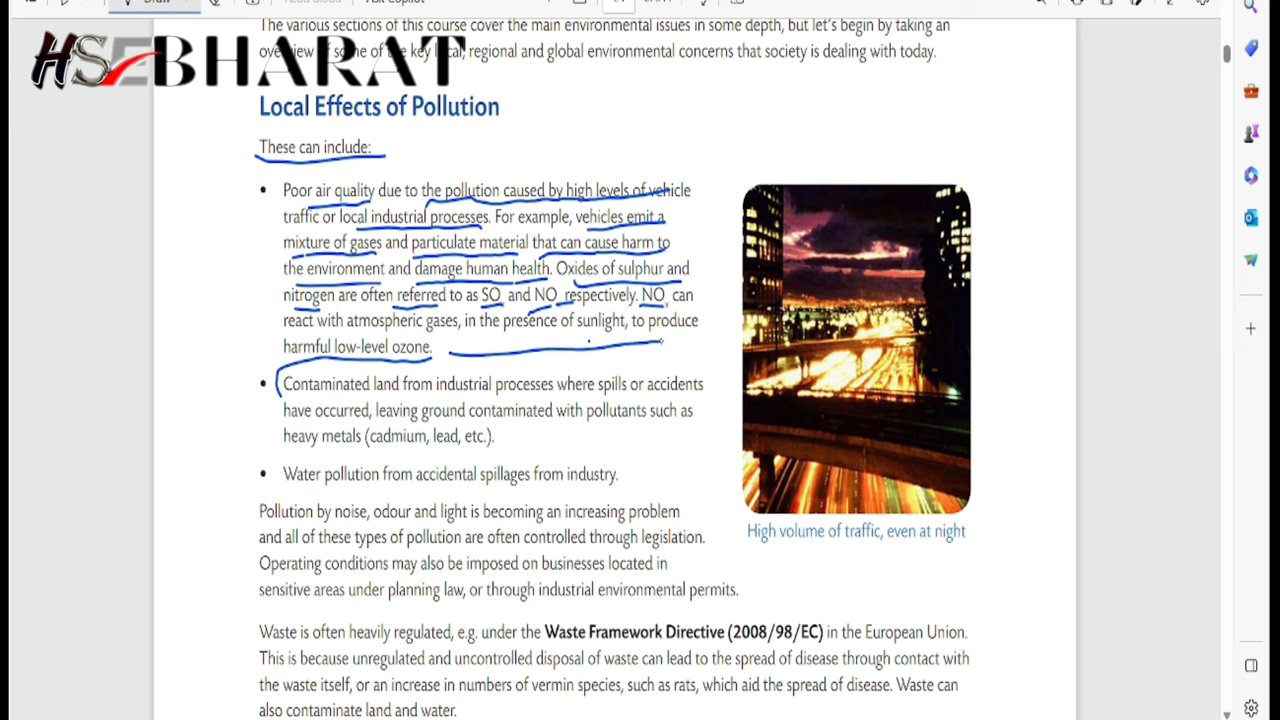 The various sections of this course cover the main environmental issues in some depth, but let's begin by taking an
overview of some of the key local, regional and global environmental concerns that society is dealing with today.
HSE BHARAT
Local Effects of Pollution
These can include:
• Poor air quality due to the pollution caused by high levels of vehicle
traffic or local industrial processes. For example, vehicles emit a
mixture of gases and particulate material that can cause harm to
the environment and damage human health. Oxides of sulphur and
nitrogen are often referred to as SOₓ and NOₓ respectively. NOₓ can
react with atmospheric gases, in the presence of sunlight, to produce
harmful low-level ozone.
• Contaminated land from industrial processes where spills or accidents
have occurred, leaving ground contaminated with pollutants such as
heavy metals (cadmium, lead, etc.).
• Water pollution from accidental spillages from industry.
High volume of traffic, even at night
Pollution by noise, odour and light is becoming an increasing problem
and all of these types of pollution are often controlled through legislation.
Operating conditions may also be imposed on businesses located in
sensitive areas under planning law, or through industrial environmental permits.
Waste is often heavily regulated, e.g. under the Waste Framework Directive (2008/98/EC) in the European Union.
This is because unregulated and uncontrolled disposal of waste can lead to the spread of disease through contact with
the waste itself, or an increase in numbers of vermin species, such as rats, which aid the spread of disease. Waste can
also contaminate land and water.